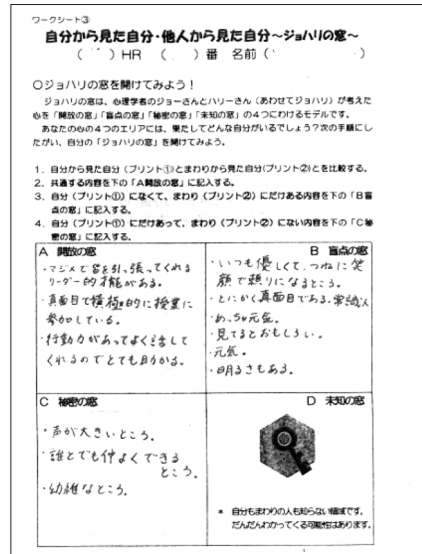 ワークシート③
自分から見た自分・他人から見た自分～ジョハリの窓～
（　）HR （　）番 名前（　）
○ジョハリの窓を開けてみよう！
ジョハリの窓は、心理学者のジョーさんとハリーさん（あわせてジョハリ）が考えた
心を「開放の窓」「盲点の窓」「秘密の窓」「未知の窓」の４つにわけるモデルです。
あなたの心の４つのエリアには、果たしてどんな自分がいるでしょう？次の手順にし
たがい、自分の「ジョハリの窓」を開けてみよう。
1. 自分から見た自分（プリント①）とまわりから見た自分（プリント②）とを比較する。
2. 共通する内容を下の「A開放の窓」に記入する。
3. 自分（プリント①）になくて、まわり（プリント②）にだけある内容を下の「B盲
点の窓」に記入する。
4. 自分（プリント①）にだけあって、まわり（プリント②）にない内容を下の「C秘
密の窓」に記入する。
A 開放の窓
・マジメで皆を引っ張ってくれる
リーダー的才能がある。
・真面目で積極的に授業に
参加している。
・行動力があってよく話して
くれるのでとても助かる。
B 盲点の窓
・いつも優しくて、つねに笑
顔で頼りになるところ。
・とにかく真面目である。常識人
・めっちゃ元気。
・見てるとおもしろい。
・元気。
・明るさもある。
C 秘密の窓
・声が大きいところ。
・誰とでも仲よくできる
ところ。
・幼稚なところ。
D 未知の窓
* 自分もまわりの人も知らない領域です。
だんだんわかってくる可能性はあります。